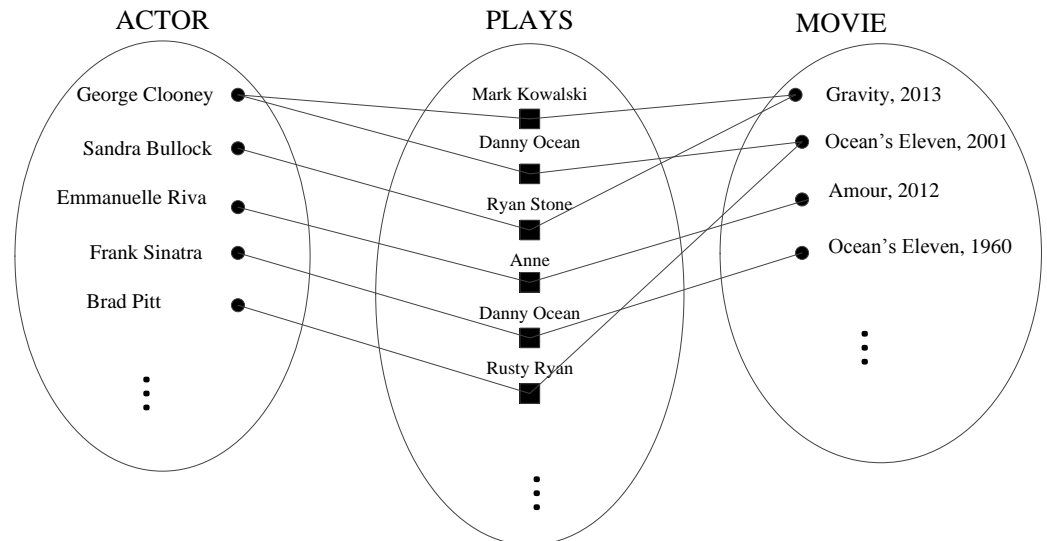 ACTOR
PLAYS
MOVIE
George Clooney
Sandra Bullock
Emmanuelle Riva
Frank Sinatra
Brad Pitt
Mark Kowalski
Danny Ocean
Ryan Stone
Anne
Danny Ocean
Rusty Ryan
Gravity, 2013
Ocean’s Eleven, 2001
Amour, 2012
Ocean’s Eleven, 1960